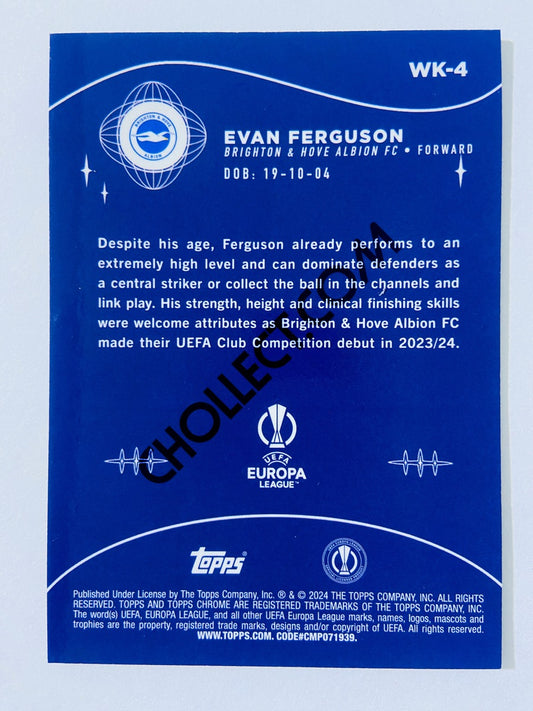 WK-4
BRIGHTON & HOVE
ALBION
EVAN FERGUSON
BRIGHTON & HOVE ALBION FC • FORWARD
DOB: 19-10-04
Despite his age, Ferguson already performs to an
extremely high level and can dominate defenders as
a central striker or collect the ball in the channels and
link play. His strength, height and clinical finishing skills
were welcome attributes as Brighton & Hove Albion FC
made their UEFA Club Competition debut in 2023/24.
CHOLLECT.COM
UEFA
EUROPA
LEAGUE™
topps®
Published Under License by The Topps Company, Inc. ® & © 2024 THE TOPPS COMPANY, INC. ALL RIGHTS
RESERVED. TOPPS AND TOPPS CHROME ARE REGISTERED TRADEMARKS OF THE TOPPS COMPANY, INC.
The word(s) UEFA, EUROPA LEAGUE, and all other UEFA Europa League marks, names, logos, mascots and
trophies are the property, registered trade marks, designs and/or copyright of UEFA. All rights reserved.
WWW.TOPPS.COM. CODE#CMP071939.